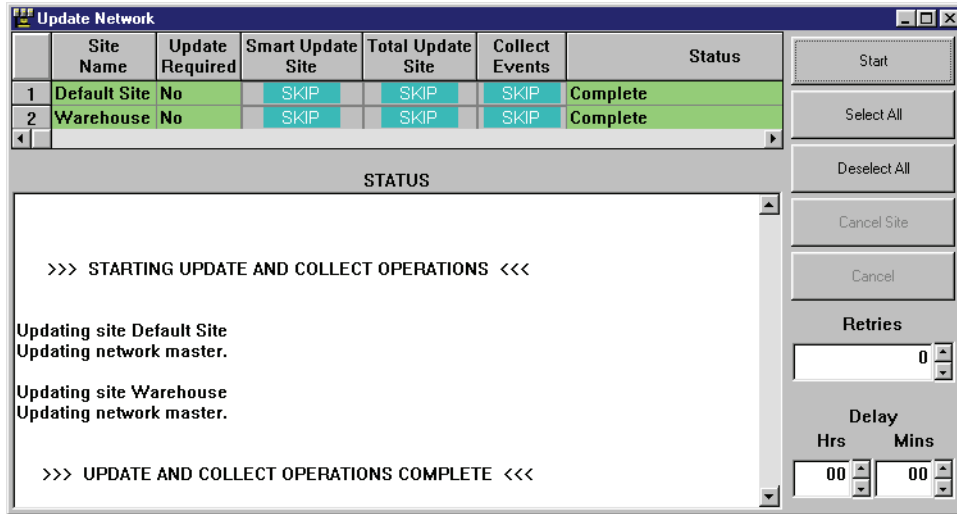 Update Network
Site Name	Update Required	Smart Update Site	Total Update Site	Collect Events	Status
1	Default Site	No	SKIP	SKIP	SKIP	Complete
2	Warehouse	No	SKIP	SKIP	SKIP	Complete
STATUS
>>> STARTING UPDATE AND COLLECT OPERATIONS <<<
Updating site Default Site
Updating network master.
Updating site Warehouse
Updating network master.
>>> UPDATE AND COLLECT OPERATIONS COMPLETE <<<
Start
Select All
Deselect All
Cancel Site
Cancel
Retries
0
Delay
Hrs Mins
00 00